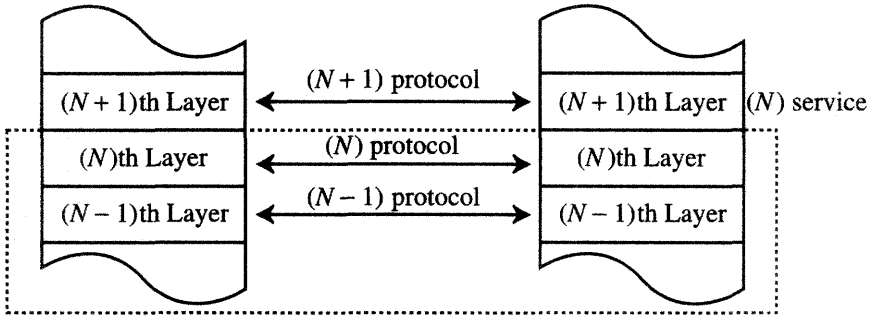 (N + 1) protocol
(N + 1)th Layer (N + 1)th Layer (N) service
(N)th Layer (N) protocol (N)th Layer
(N − 1) protocol
(N − 1)th Layer (N − 1)th Layer